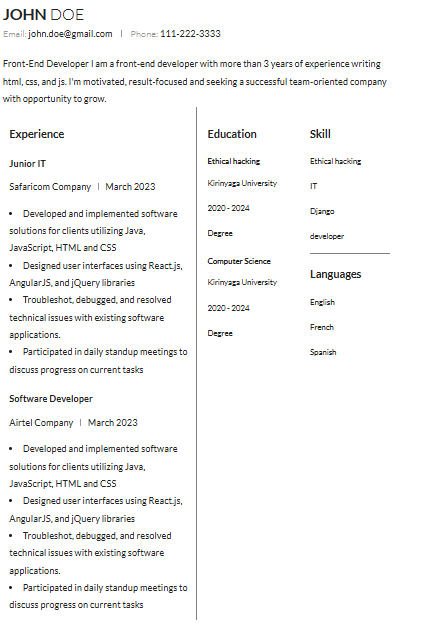 JOHN DOE
Email: john.doe@gmail.com | Phone: 111-222-3333
Front-End Developer I am a front-end developer with more than 3 years of experience writing
html, css, and js. I'm motivated, result-focused and seeking a successful team-oriented company
with opportunity to grow.
Experience
Junior IT
Safaricom Company | March 2023
• Developed and implemented software
solutions for clients utilizing Java,
JavaScript, HTML and CSS
• Designed user interfaces using React.js,
AngularJS, and jQuery libraries
• Troubleshot, debugged, and resolved
technical issues with existing software
applications.
• Participated in daily standup meetings to
discuss progress on current tasks
Software Developer
Airtel Company | March 2023
• Developed and implemented software
solutions for clients utilizing Java,
JavaScript, HTML and CSS
• Designed user interfaces using React.js,
AngularJS, and jQuery libraries
• Troubleshot, debugged, and resolved
technical issues with existing software
applications.
• Participated in daily standup meetings to
discuss progress on current tasks
Education
Ethical hacking
Kirinyaga University
2020 - 2024
Degree
Computer Science
Kirinyaga University
2020 - 2024
Degree
Skill
Ethical hacking
IT
Django
developer
Languages
English
French
Spanish